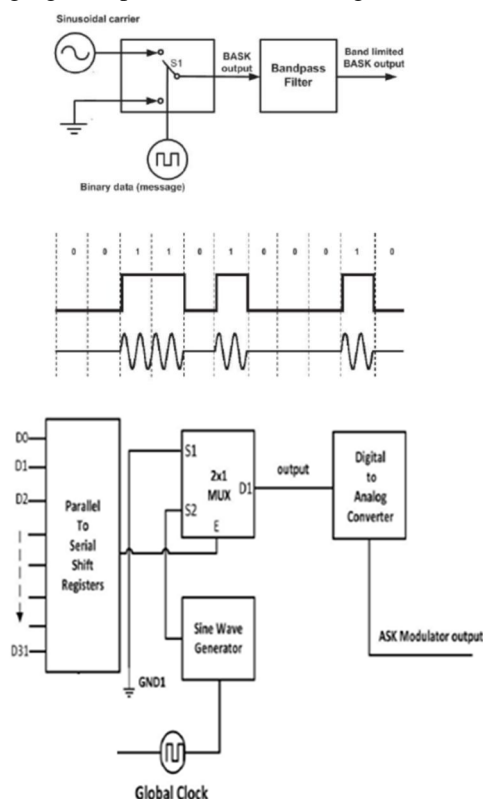 Sinusoidal carrier
S1
BASK
output
Bandpass
Filter
Band limited
BASK output
Binary data (message)
0 0 1 1 0 1 0 0 0 1 0
D0
D1
D2
D31
Parallel
To
Serial
Shift
Registers
S1
2x1
MUX
D1
S2
E
output
Digital
to
Analog
Converter
Sine Wave
Generator
ASK Modulator output
GND1
Global Clock